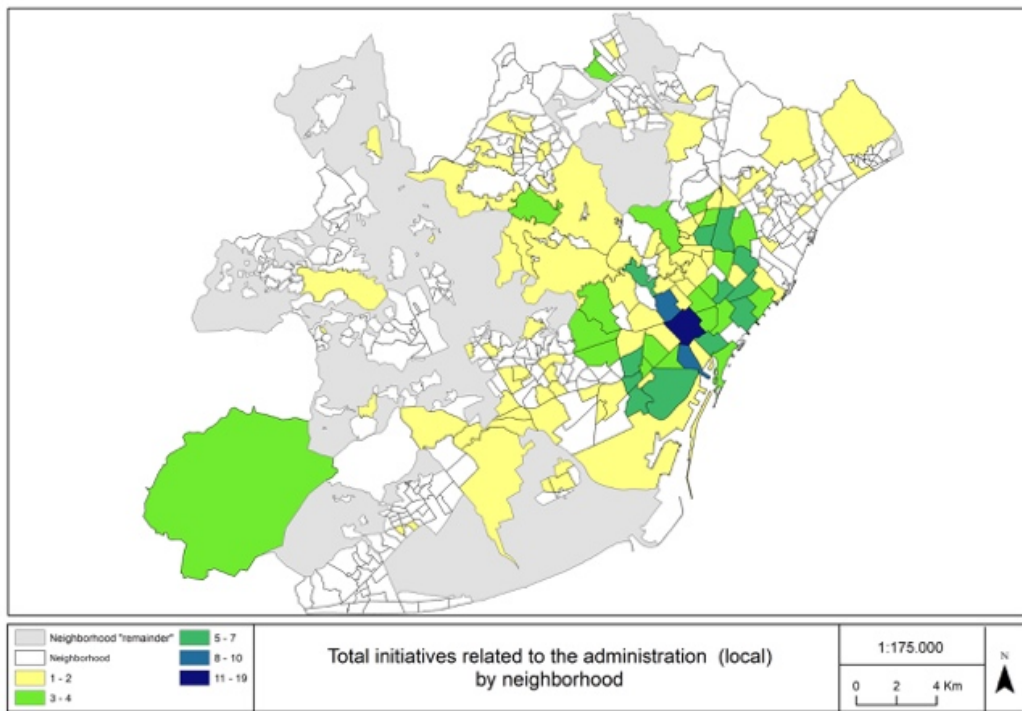 Neighborhood "remainder"
Neighborhood
1 - 2
3 - 4
5 - 7
8 - 10
11 - 19
Total initiatives related to the administration (local)
by neighborhood
1:175.000
0 2 4 Km
N